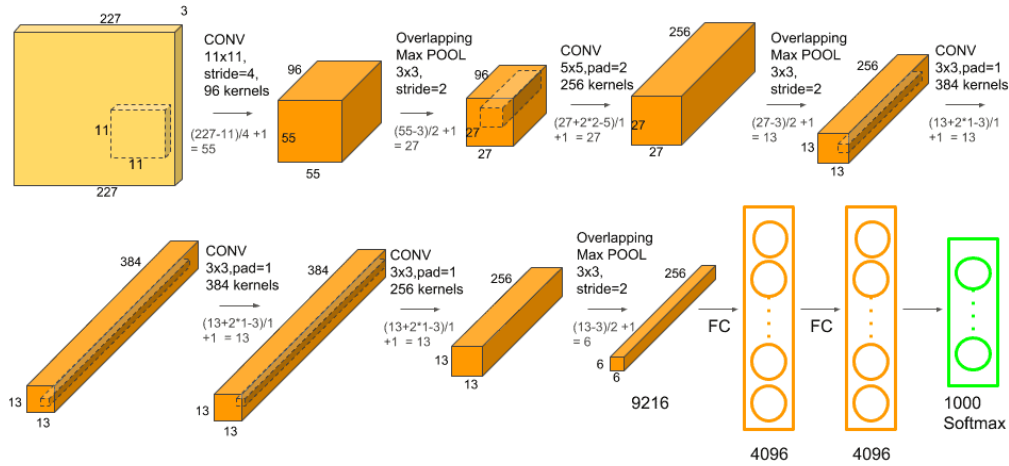 227
3
11
11
227
CONV
11x11,
stride=4,
96 kernels
(227-11)/4 +1
= 55
96
55
55
Overlapping
Max POOL
3x3,
stride=2
(55-3)/2 +1
= 27
96
27
27
CONV
5x5,pad=2
256 kernels
(27+2*2-5)/1
+1 = 27
256
27
27
Overlapping
Max POOL
3x3,
stride=2
(27-3)/2 +1
= 13
256
13
13
CONV
3x3,pad=1
384 kernels
(13+2*1-3)/1
+1 = 13
384
13
13
CONV
3x3,pad=1
384 kernels
(13+2*1-3)/1
+1 = 13
384
13
13
CONV
3x3,pad=1
256 kernels
(13+2*1-3)/1
+1 = 13
256
13
13
Overlapping
Max POOL
3x3,
stride=2
(13-3)/2 +1
= 6
256
6
6
9216
FC
4096
FC
4096
1000
Softmax